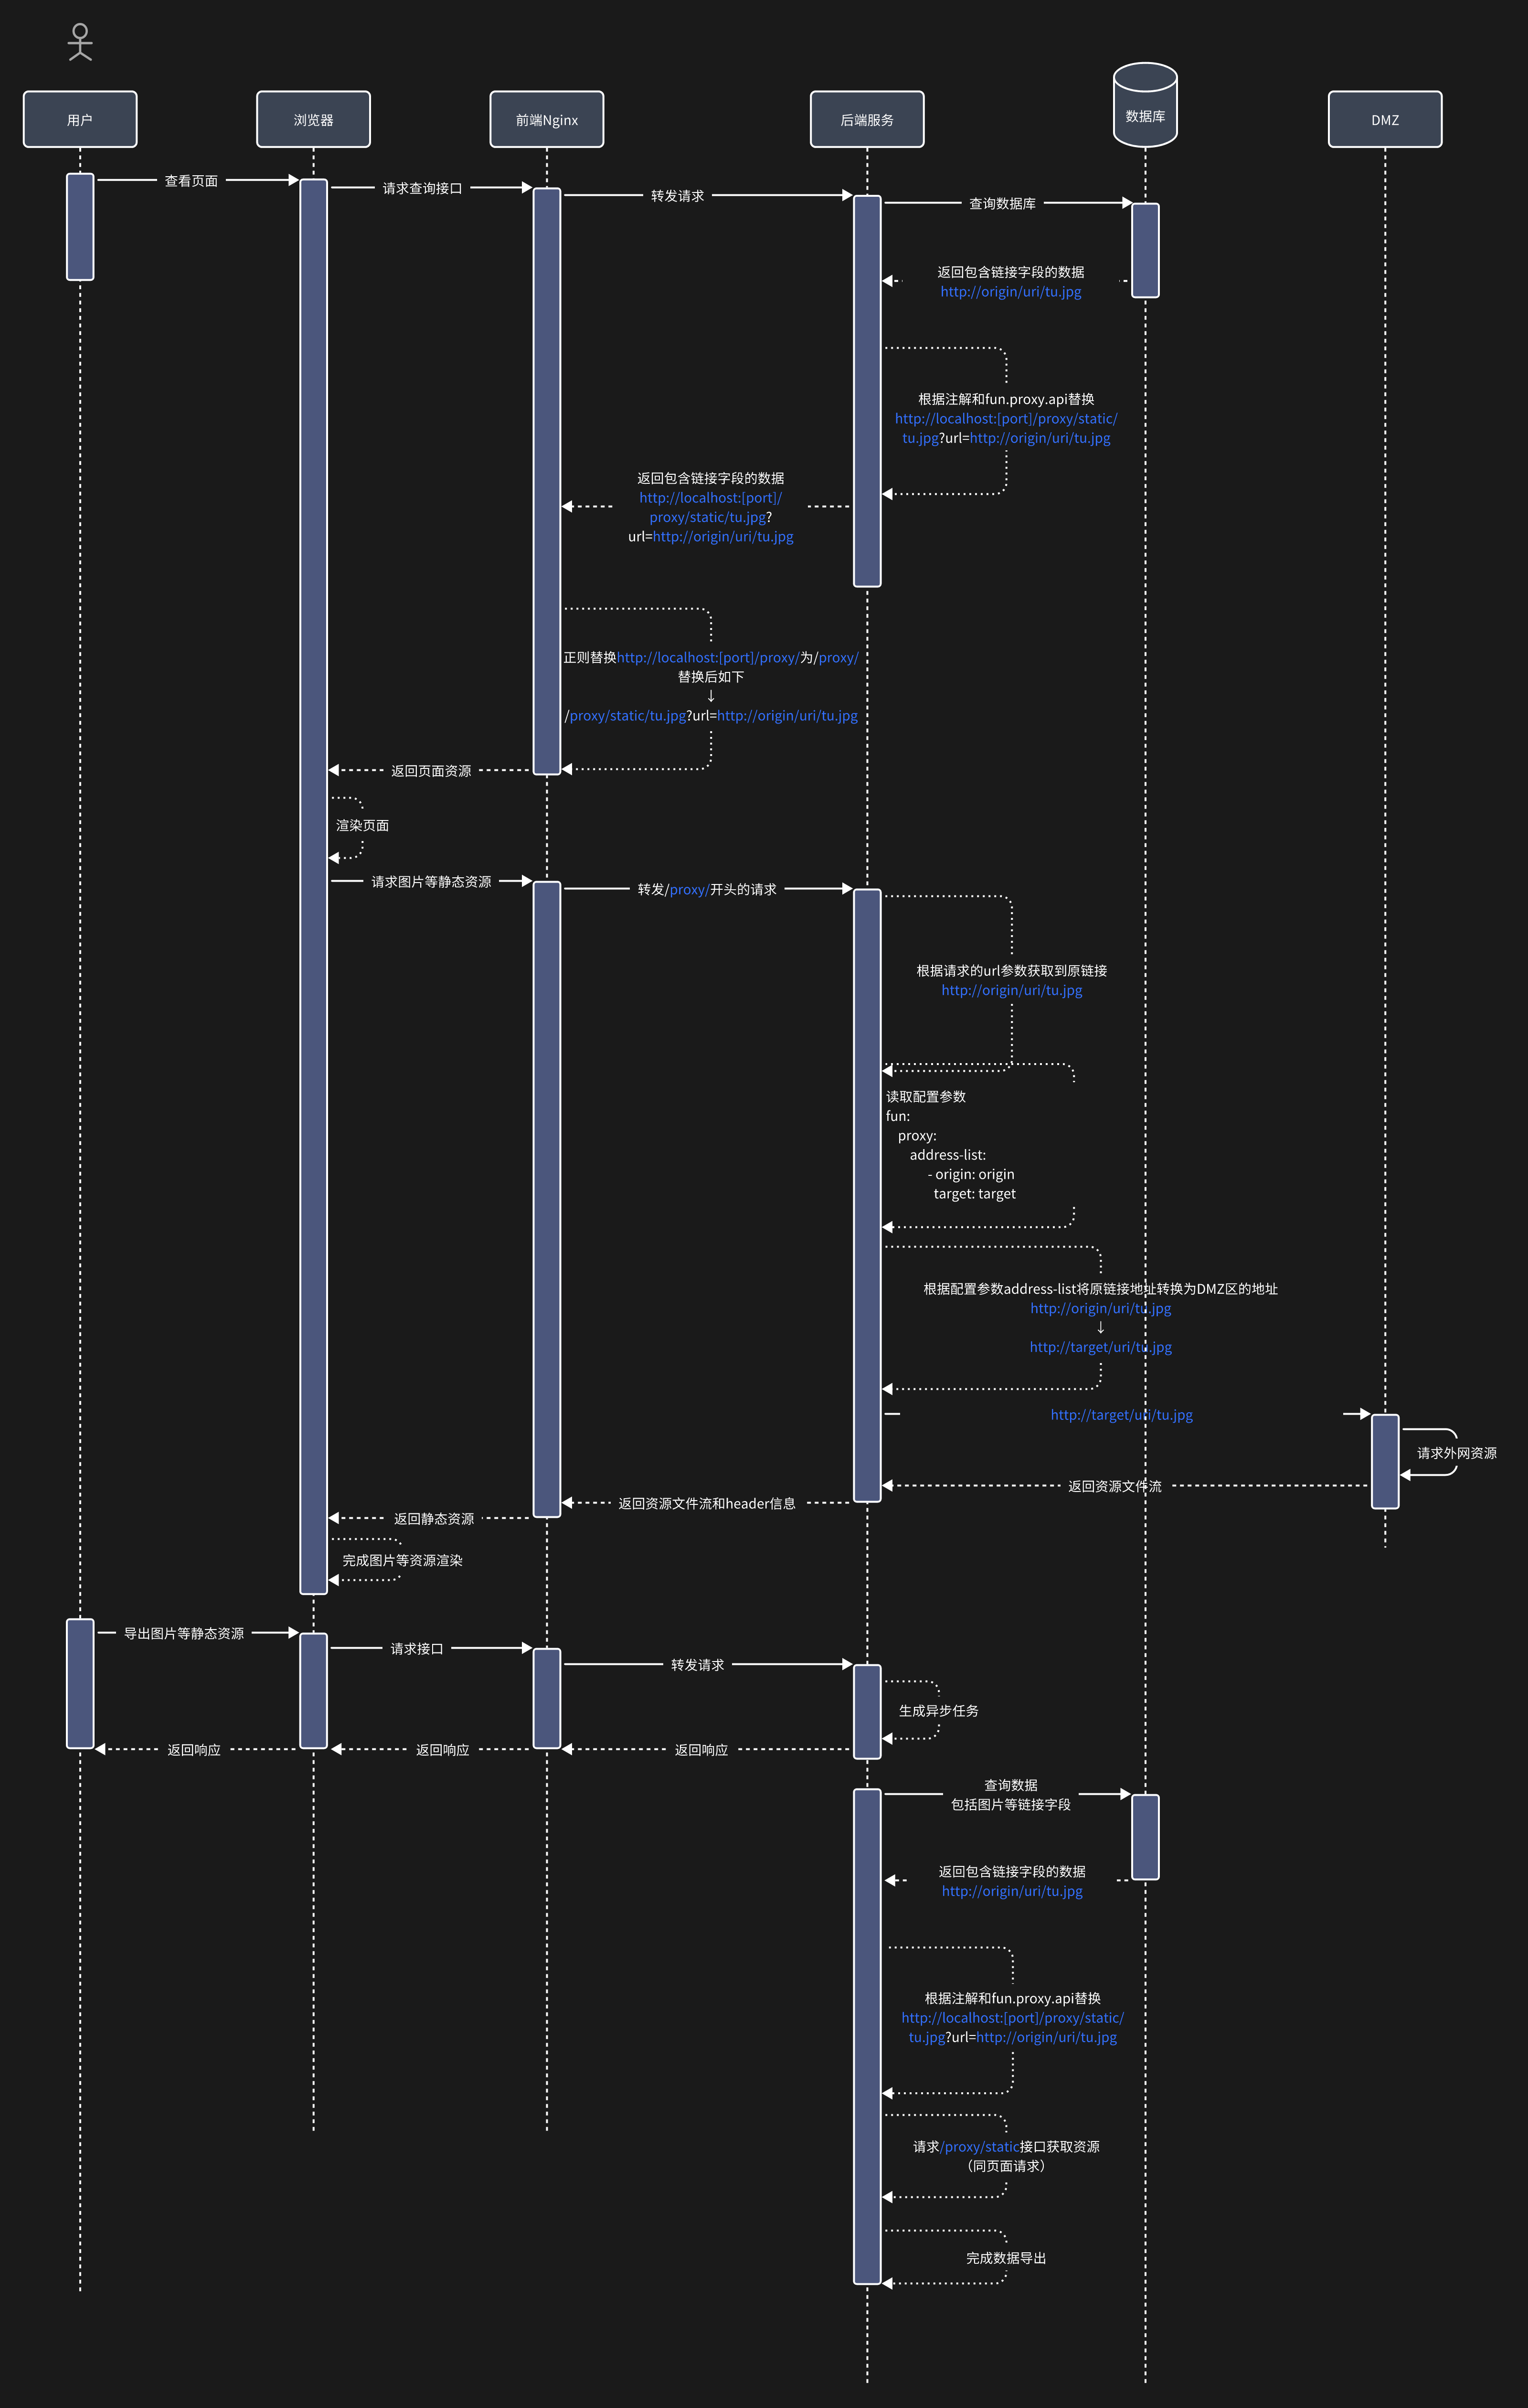 用户
浏览器
前端Nginx
后端服务
数据库
DMZ
查看页面
请求查询接口
转发请求
查询数据库
返回包含链接字段的数据
http://origin/uri/tu.jpg
根据注解和fun.proxy.api替换
http://localhost:[port]/proxy/static/
tu.jpg?url=http://origin/uri/tu.jpg
返回包含链接字段的数据
http://localhost:[port]/
proxy/static/tu.jpg?
url=http://origin/uri/tu.jpg
正则替换http://localhost:[port]/proxy/为/proxy/
替换后如下
↓
/proxy/static/tu.jpg?url=http://origin/uri/tu.jpg
返回页面资源
渲染页面
请求图片等静态资源
转发/proxy/开头的请求
根据请求的url参数获取到原链接
http://origin/uri/tu.jpg
读取配置参数
fun:
proxy:
address-list:
- origin: origin
target: target
根据配置参数address-list将原链接地址转换为DMZ区的地址
http://origin/uri/tu.jpg
↓
http://target/uri/tu.jpg
http://target/uri/tu.jpg
请求外网资源
返回资源文件流
返回资源文件流和header信息
返回静态资源
完成图片等资源渲染
导出图片等静态资源
请求接口
转发请求
生成异步任务
返回响应
返回响应
返回响应
查询数据
包括图片等链接字段
返回包含链接字段的数据
http://origin/uri/tu.jpg
根据注解和fun.proxy.api替换
http://localhost:[port]/proxy/static/
tu.jpg?url=http://origin/uri/tu.jpg
请求/proxy/static接口获取资源
（同页面请求）
完成数据导出